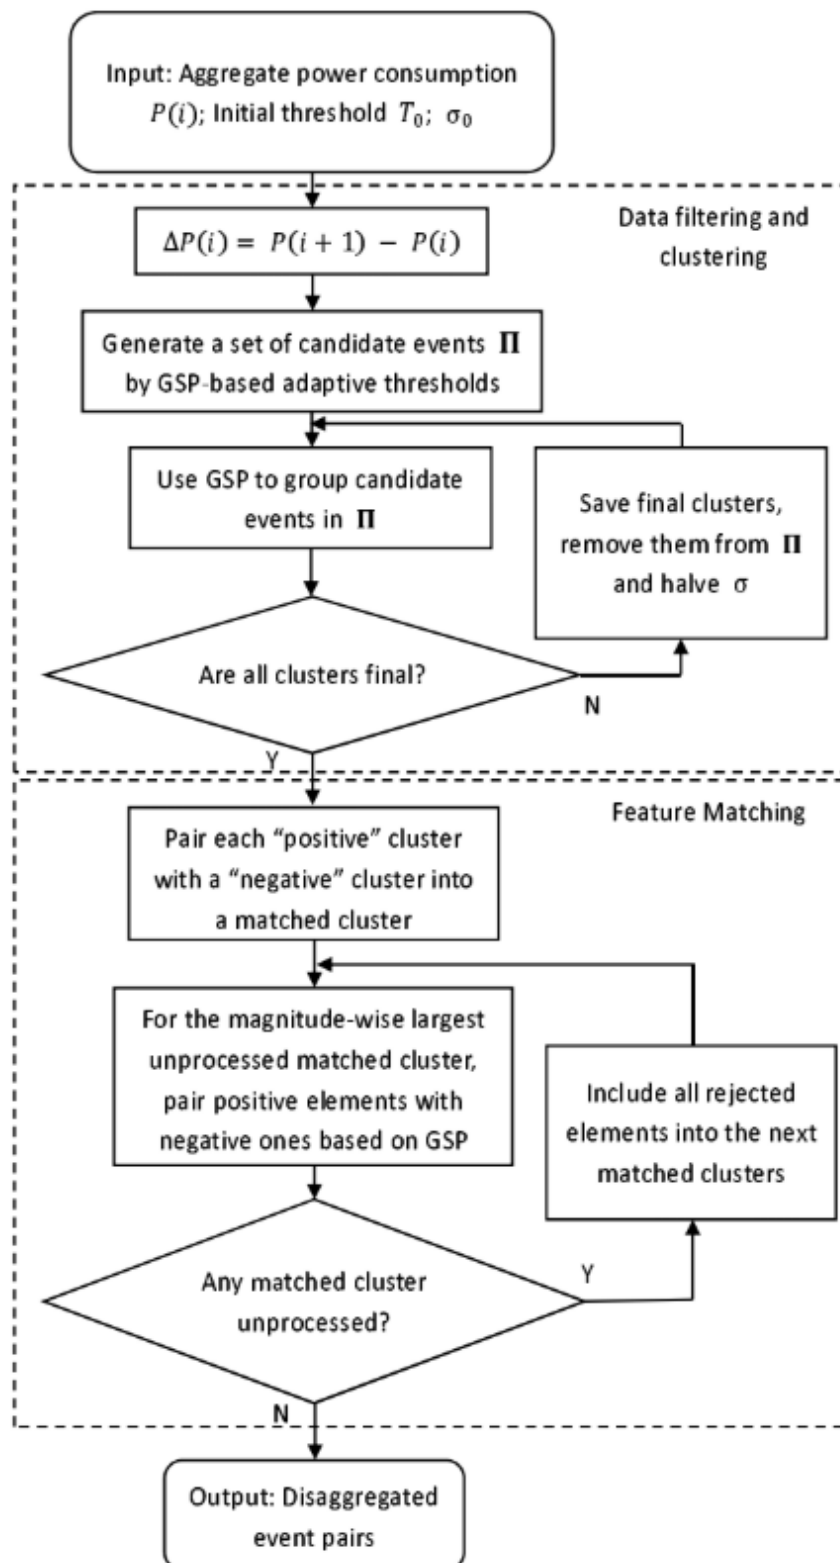 Input: Aggregate power consumption
P(i); Initial threshold T₀; σ₀
Data filtering and
clustering
ΔP(i) = P(i + 1) − P(i)
Generate a set of candidate events Π
by GSP-based adaptive thresholds
Use GSP to group candidate
events in Π
Save final clusters,
remove them from Π
and halve σ
Are all clusters final?
N
Y
Feature Matching
Pair each “positive” cluster
with a “negative” cluster into
a matched cluster
For the magnitude-wise largest
unprocessed matched cluster,
pair positive elements with
negative ones based on GSP
Include all rejected
elements into the next
matched clusters
Any matched cluster
unprocessed?
Y
N
Output: Disaggregated
event pairs